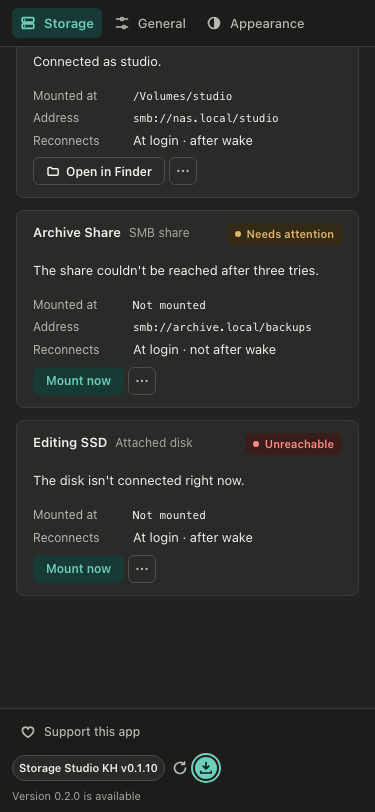 Storage General Appearance
Connected as studio.
Mounted at /Volumes/studio
Address smb://nas.local/studio
Reconnects At login · after wake
Open in Finder ···
Archive Share SMB share Needs attention
The share couldn't be reached after three tries.
Mounted at Not mounted
Address smb://archive.local/backups
Reconnects At login · not after wake
Mount now ···
Editing SSD Attached disk Unreachable
The disk isn't connected right now.
Mounted at Not mounted
Reconnects At login · after wake
Mount now ···
Support this app
Storage Studio KH v0.1.10
Version 0.2.0 is available